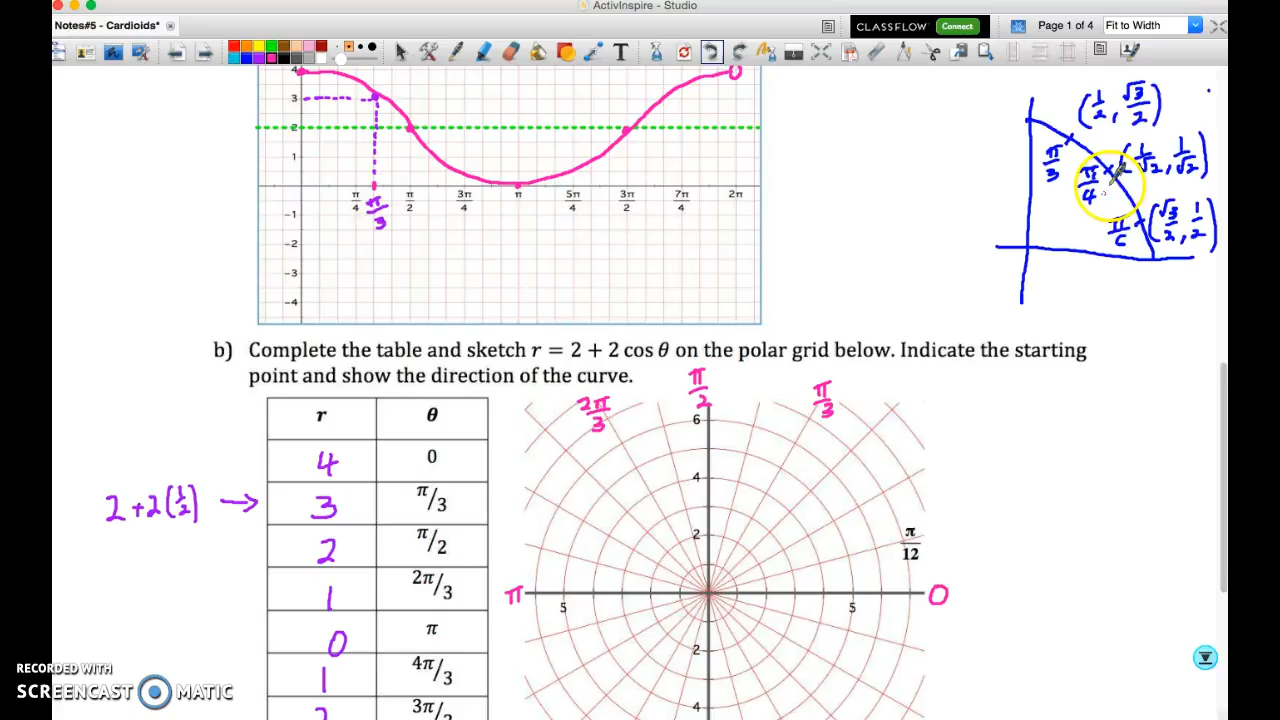 ActivInspire - Studio
Notes#5 - Cardioids*
CLASSFLOW Connect
Page 1 of 4 Fit to Width
4
3
2
1
-1
-2
-3
-4
π/4 π/2 3π/4 π 5π/4 3π/2 7π/4 2π
π/3
(1/2, √3/2)
π/3
(1/√2, 1/√2)
π/4
(√3/2, 1/2)
b) Complete the table and sketch r = 2 + 2 cos θ on the polar grid below. Indicate the starting
point and show the direction of the curve.
r θ
4 0
2+2(1/2) → 3 π/3
2 π/2
1 2π/3
0 π
1 4π/3
2 3π/2
2π/3 π/2 π/3
6
4
2
π/12
π 5 5 0
2
4
RECORDED WITH
SCREENCAST MATIC